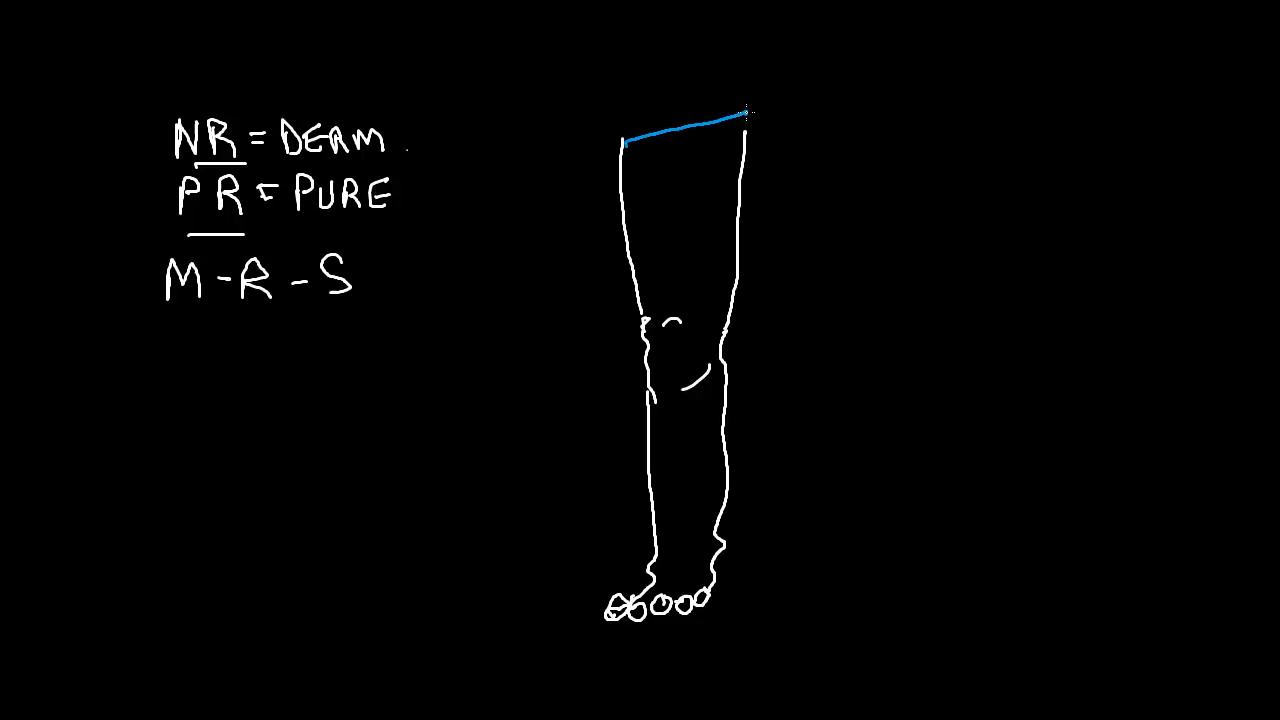 NR = DERM
PR = PURE
M - R - S